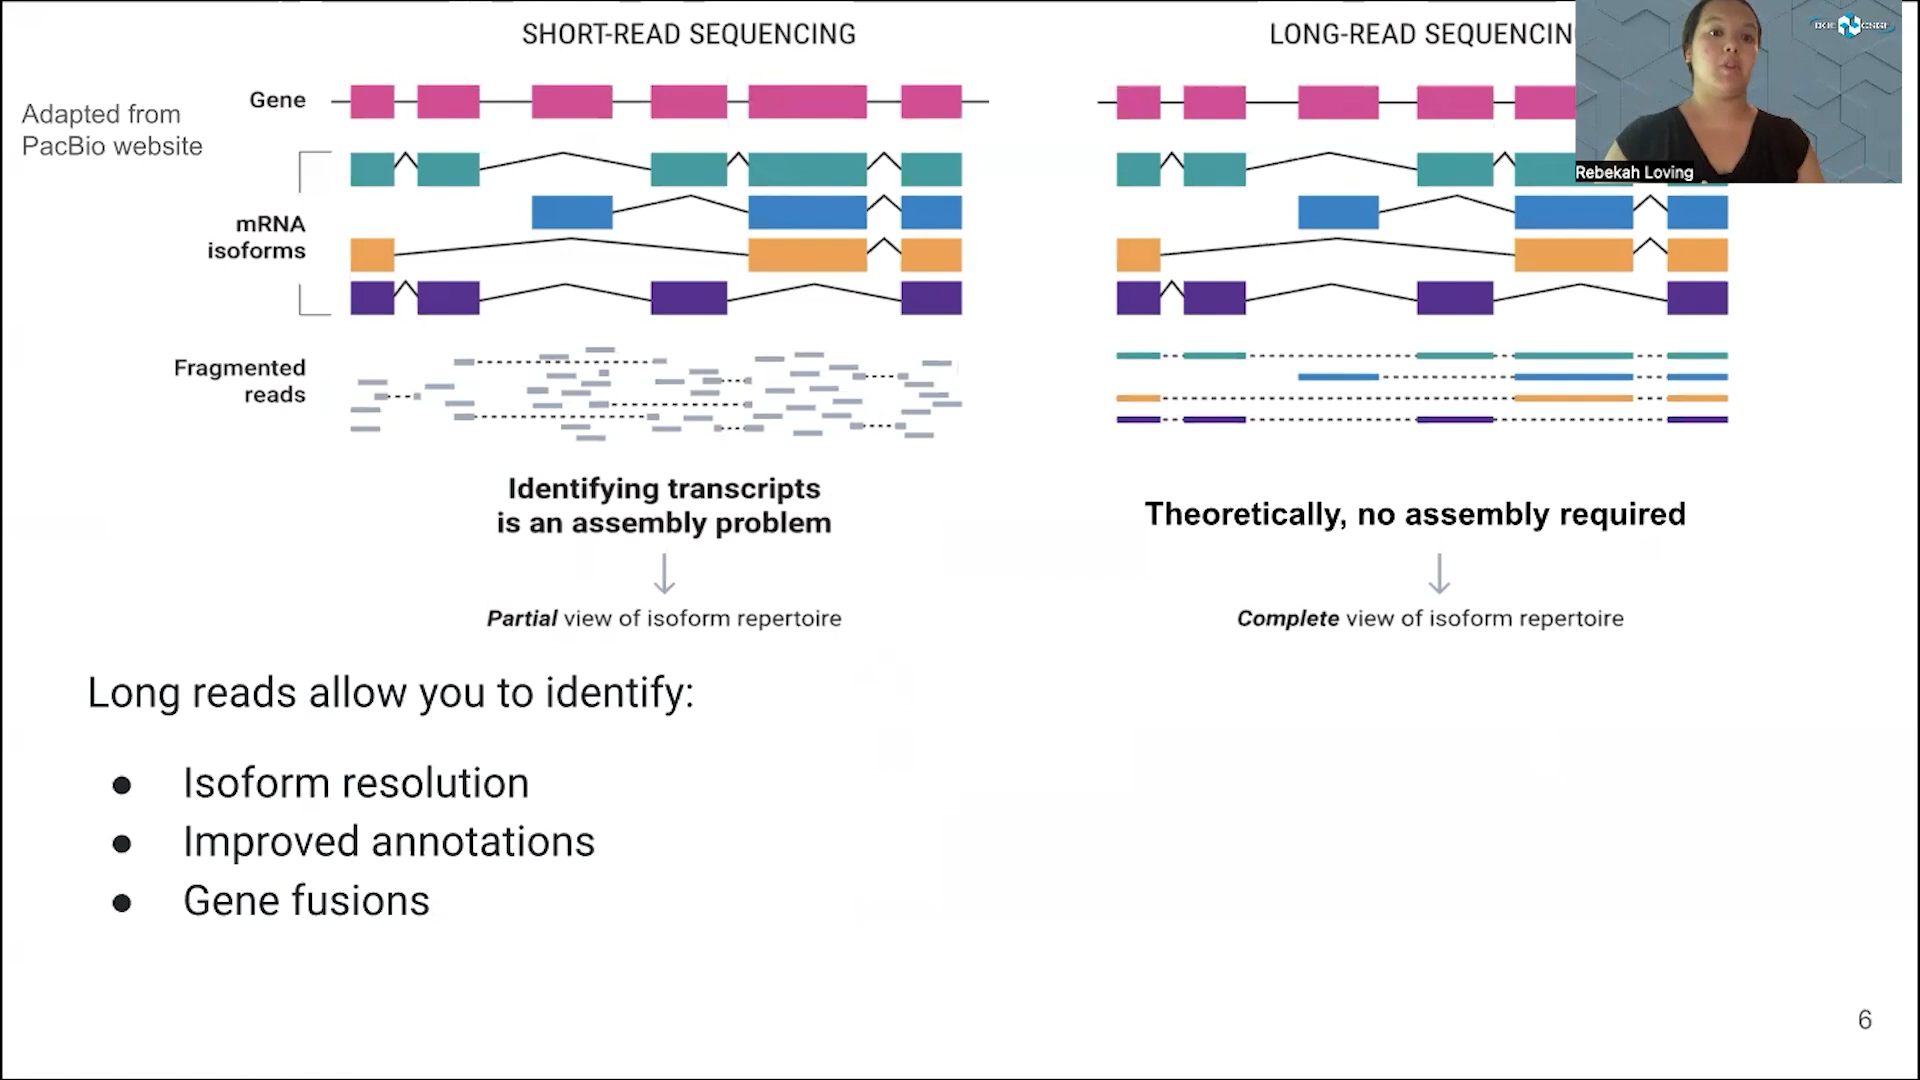 SHORT-READ SEQUENCING
LONG-READ SEQUENCIN
Adapted from
PacBio website
Gene
mRNA
isoforms
Fragmented
reads
Identifying transcripts
is an assembly problem
Partial view of isoform repertoire
Theoretically, no assembly required
Complete view of isoform repertoire
Long reads allow you to identify:
● Isoform resolution
● Improved annotations
● Gene fusions
Rebekah Loving
6